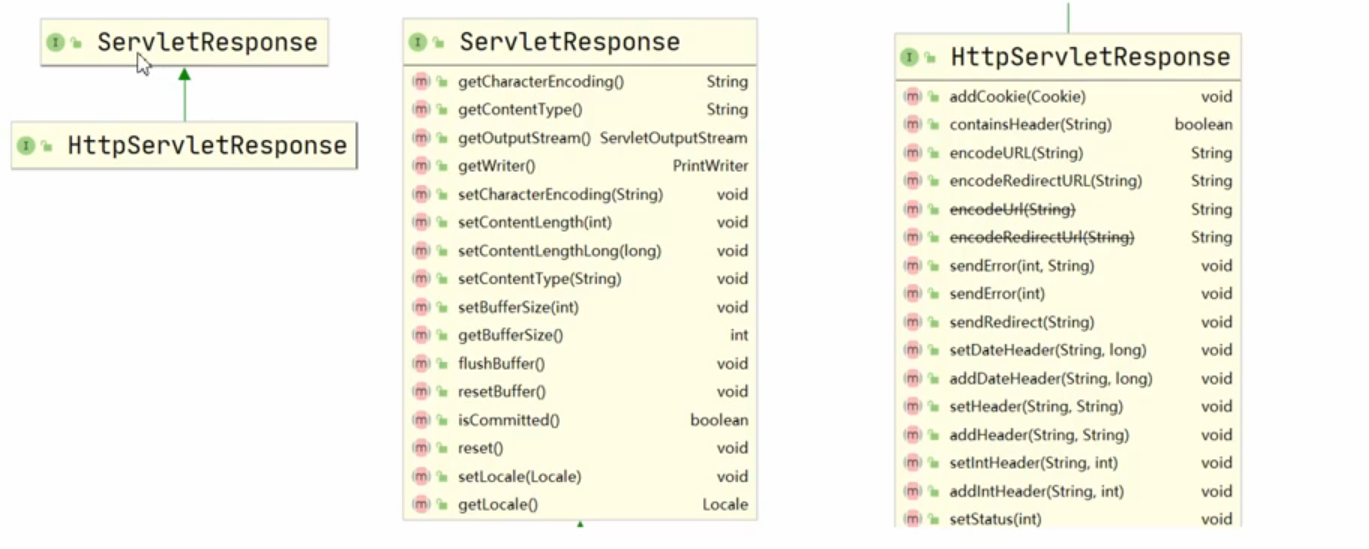 ServletResponse
HttpServletResponse
ServletResponse
getCharacterEncoding() String
getContentType() String
getOutputStream() ServletOutputStream
getWriter() PrintWriter
setCharacterEncoding(String) void
setContentLength(int) void
setContentLengthLong(long) void
setContentType(String) void
setBufferSize(int) void
getBufferSize() int
flushBuffer() void
resetBuffer() void
isCommitted() boolean
reset() void
setLocale(Locale) void
getLocale() Locale
HttpServletResponse
addCookie(Cookie) void
containsHeader(String) boolean
encodeURL(String) String
encodeRedirectURL(String) String
encodeUrl(String) String
encodeRedirectUrl(String) String
sendError(int, String) void
sendError(int) void
sendRedirect(String) void
setDateHeader(String, long) void
addDateHeader(String, long) void
setHeader(String, String) void
addHeader(String, String) void
setIntHeader(String, int) void
addIntHeader(String, int) void
setStatus(int) void